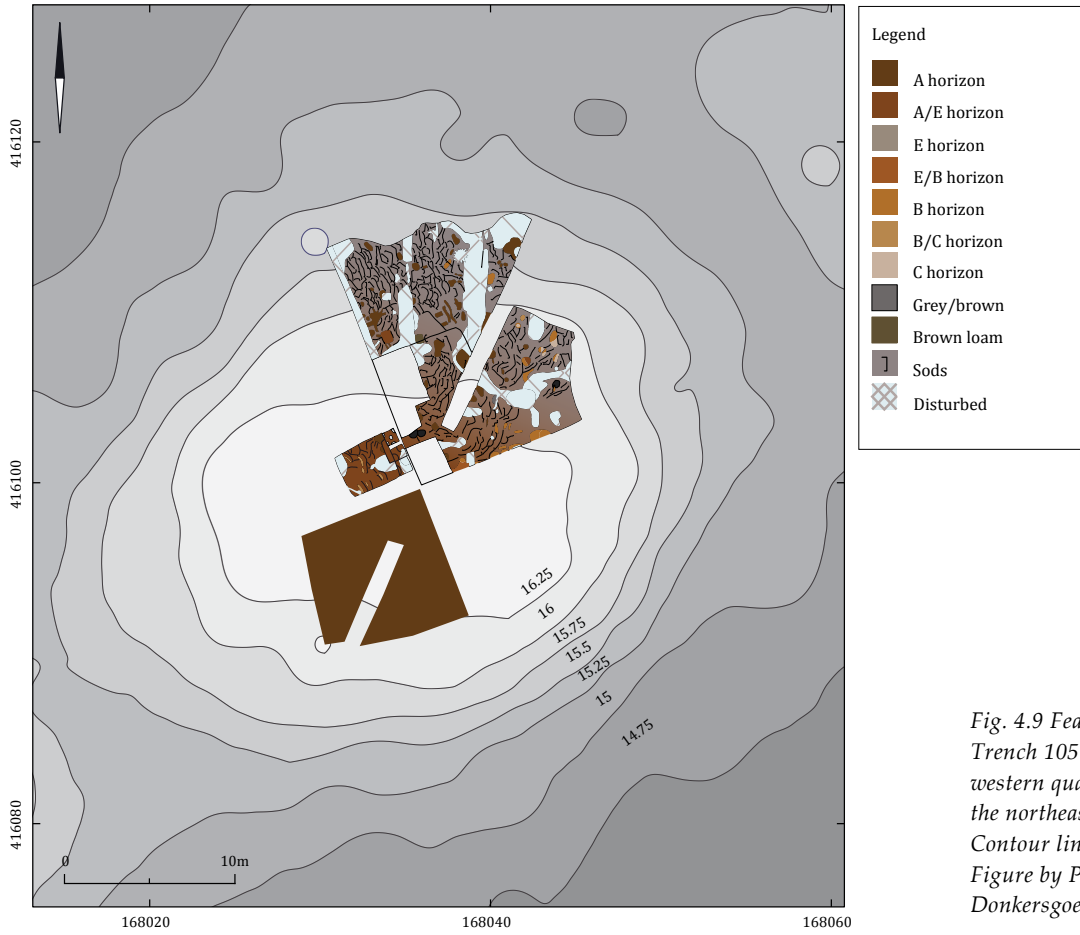 Legend
A horizon
A/E horizon
E horizon
E/B horizon
B horizon
B/C horizon
C horizon
Grey/brown
Brown loam
Sods
Disturbed
416120
416100
416080
16.25
16
15.75
15.5
15.25
15
14.75
0 10m
168020 168040 168060
Fig. 4.9 Fea
Trench 105
western qua
the northeas
Contour lin
Figure by P
Donkersgoe